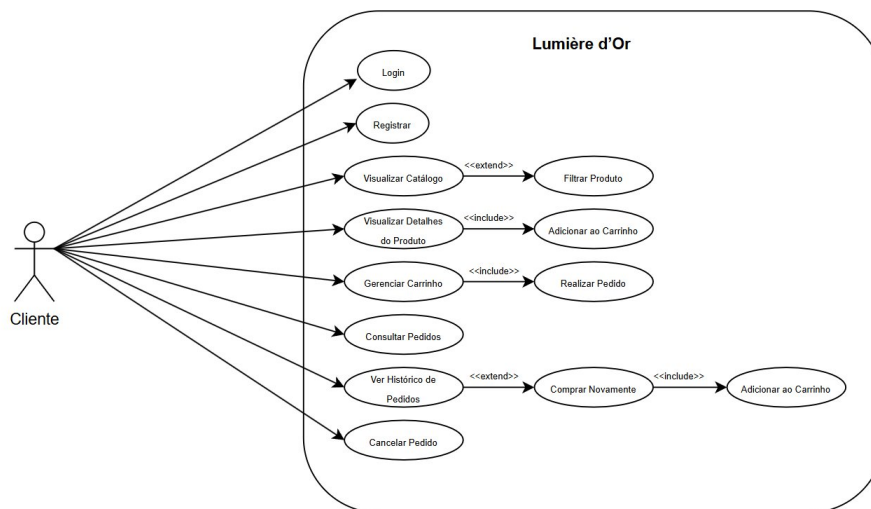 Lumière d'Or
Login
Registrar
Visualizar Catálogo
<<extend>>
Filtrar Produto
Visualizar Detalhes
do Produto
<<include>>
Adicionar ao Carrinho
Gerenciar Carrinho
<<include>>
Realizar Pedido
Cliente
Consultar Pedidos
Ver Histórico de
Pedidos
<<extend>>
Comprar Novamente
<<include>>
Adicionar ao Carrinho
Cancelar Pedido